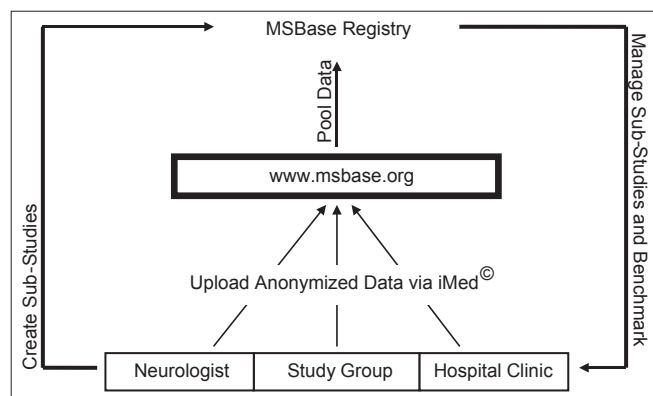 MSBase Registry
Pool Data
www.msbase.org
Upload Anonymized Data via iMed©
Create Sub-Studies
Manage Sub-Studies and Benchmark
Neurologist
Study Group
Hospital Clinic